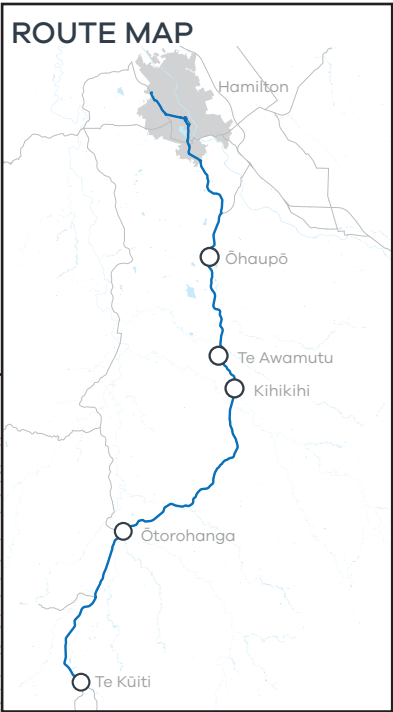 ROUTE MAP
Hamilton
Ōhaupō
Te Awamutu
Kihikihi
Ōtorohanga
Te Kūiti